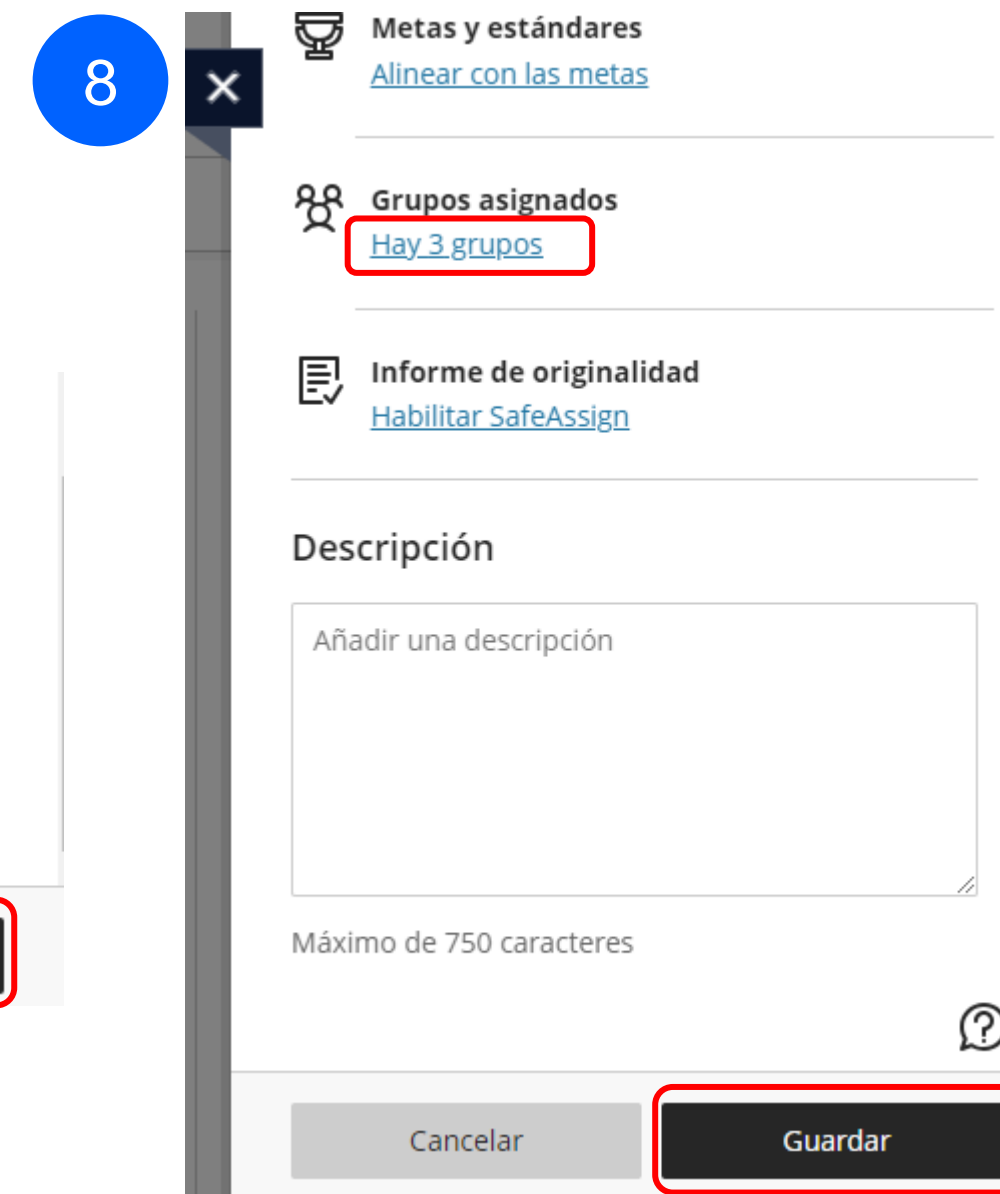 8
Metas y estándares
Alinear con las metas
Grupos asignados
Hay 3 grupos
Informe de originalidad
Habilitar SafeAssign
Descripción
Añadir una descripción
Máximo de 750 caracteres
Cancelar
Guardar